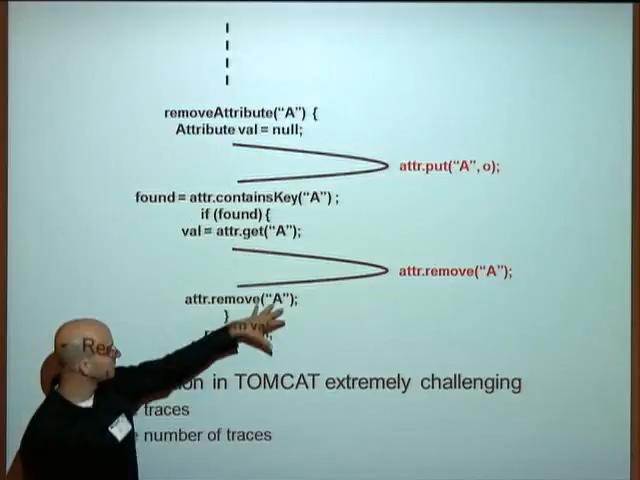 removeAttribute("A") {
Attribute val = null;
attr.put("A", o);
found = attr.containsKey("A") ;
if (found) {
val = attr.get("A");
attr.remove("A");
attr.remove("A");
}
val;
in TOMCAT extremely challenging
traces
number of traces